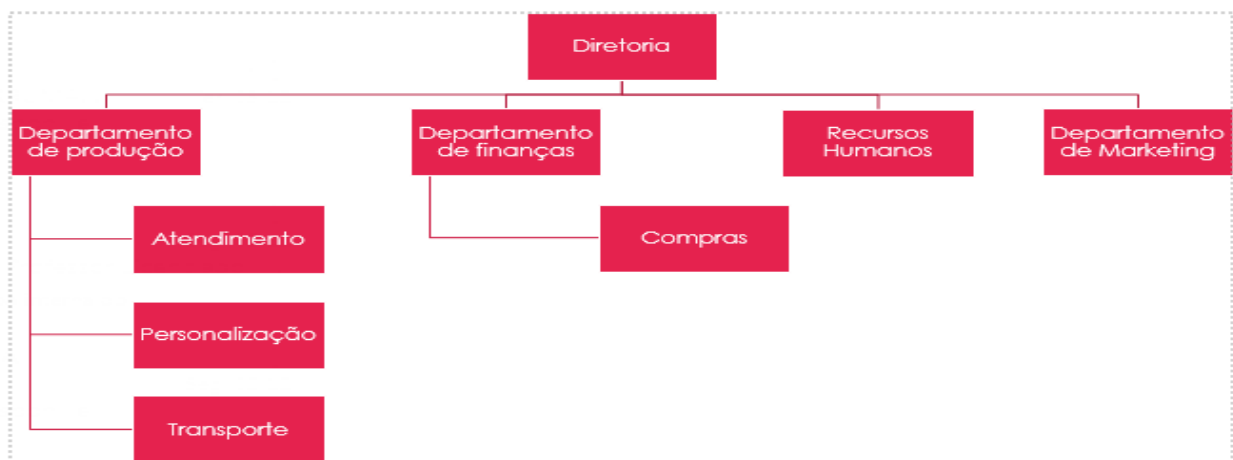 Diretoria
Departamento
de produção
Departamento
de finanças
Recursos
Humanos
Departamento
de Marketing
Atendimento
Compras
Personalização
Transporte